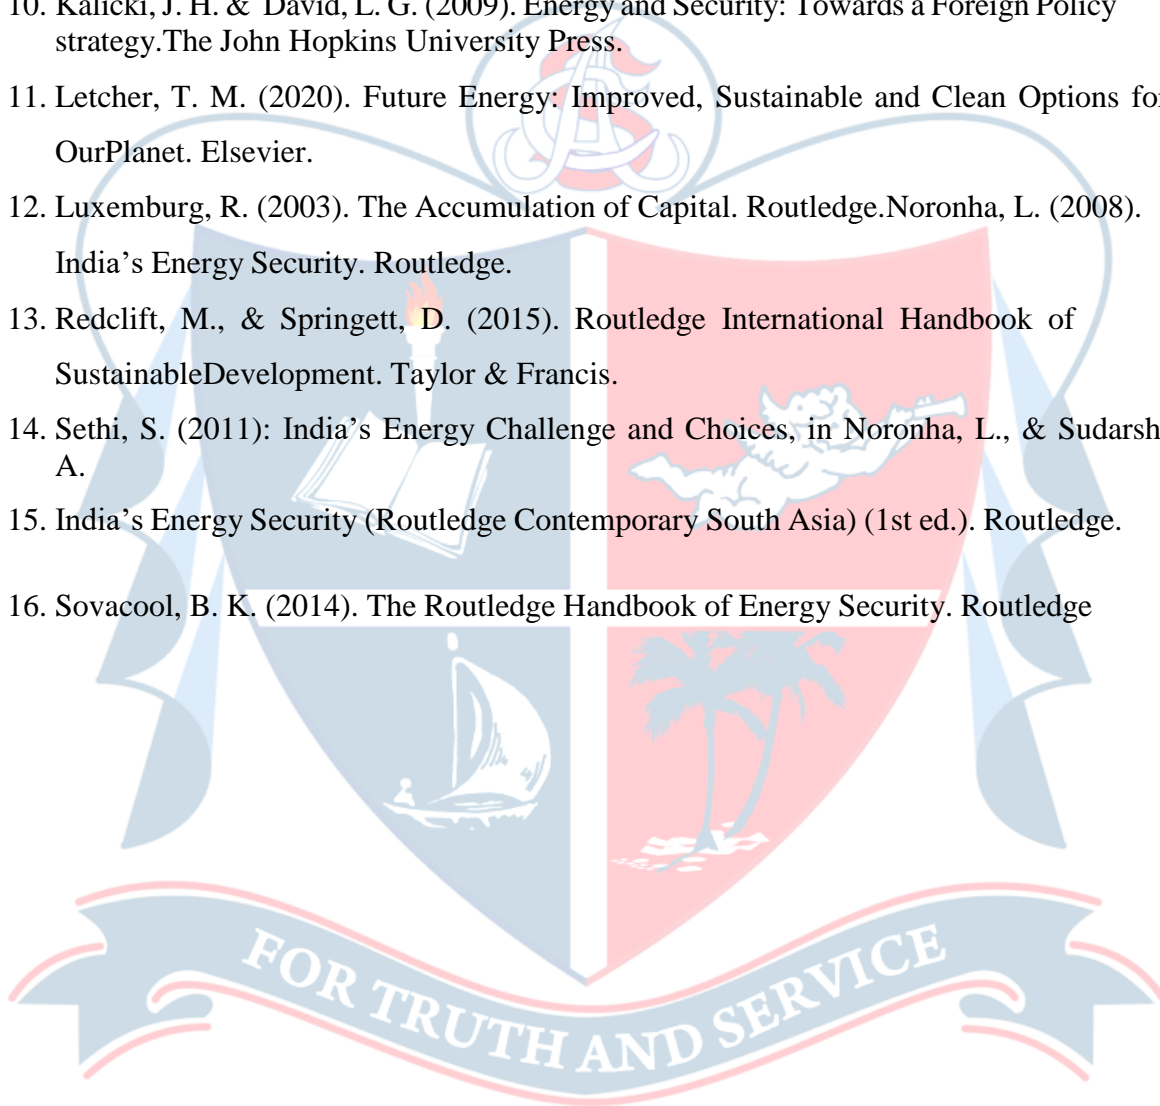 10. Kalicki, J. H. & David, L. G. (2009). Energy and Security: Towards a Foreign Policy
strategy.The John Hopkins University Press.
11. Letcher, T. M. (2020). Future Energy: Improved, Sustainable and Clean Options for
OurPlanet. Elsevier.
12. Luxemburg, R. (2003). The Accumulation of Capital. Routledge.Noronha, L. (2008).
India’s Energy Security. Routledge.
13. Redclift, M., & Springett, D. (2015). Routledge International Handbook of
SustainableDevelopment. Taylor & Francis.
14. Sethi, S. (2011): India’s Energy Challenge and Choices, in Noronha, L., & Sudarsh
A.
15. India’s Energy Security (Routledge Contemporary South Asia) (1st ed.). Routledge.
16. Sovacool, B. K. (2014). The Routledge Handbook of Energy Security. Routledge
FOR TRUTH AND SERVICE